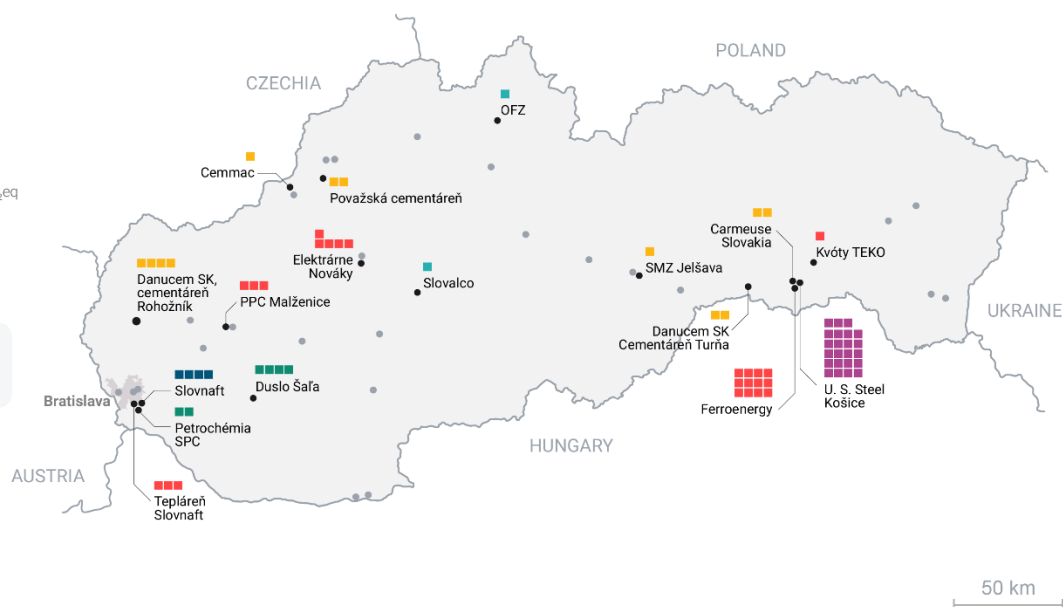 POLAND
CZECHIA
OFZ
Cemmac
₂eq
Považská cementáreň
Carmeuse
Slovakia
Kvóty TEKO
Elektrárne
Nováky
SMZ Jelšava
Danucem SK,
cementáreň
Rohožník
Slovalco
PPC Malženice
UKRAINE
Danucem SK
Cementáreň Turňa
Slovnaft
Duslo Šaľa
U. S. Steel
Košice
Bratislava
Ferroenergy
Petrochémia
SPC
HUNGARY
AUSTRIA
Tepláreň
Slovnaft
50 km